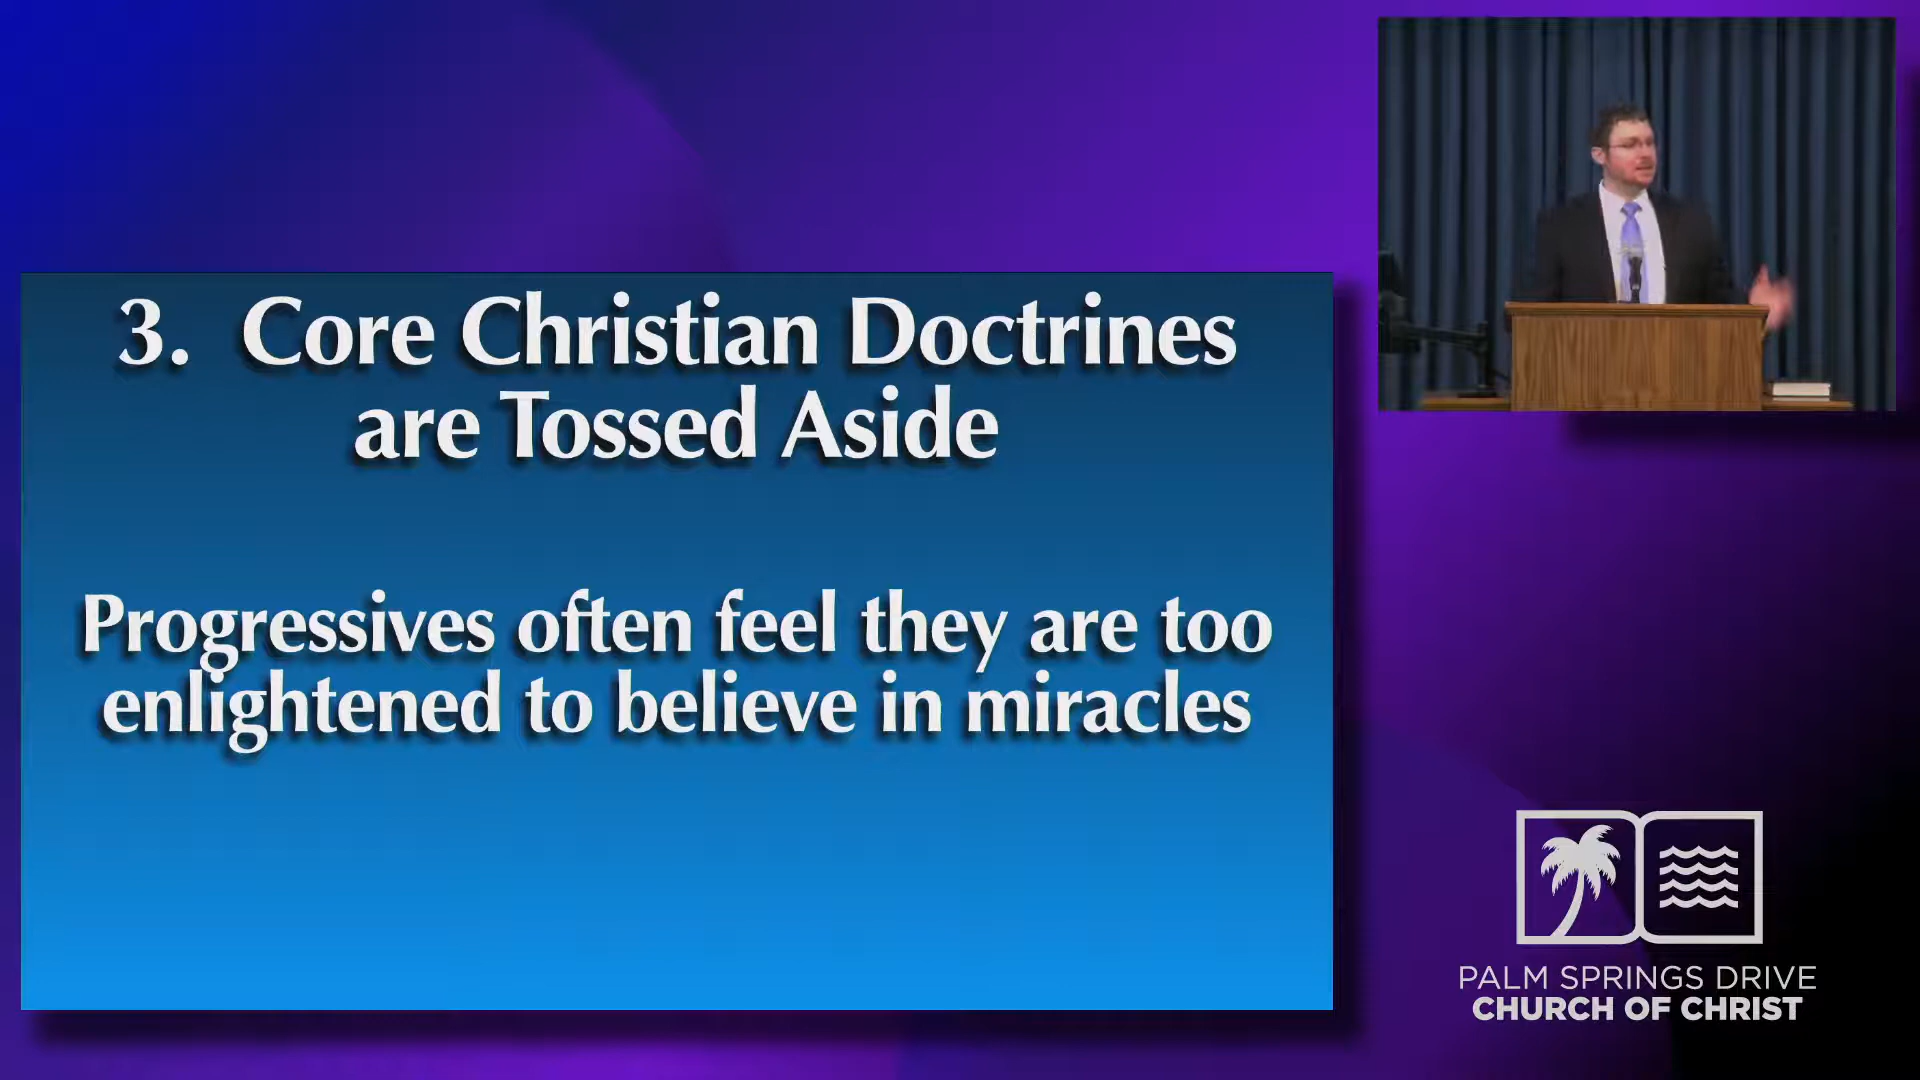 3. Core Christian Doctrines
are Tossed Aside
Progressives often feel they are too
enlightened to believe in miracles
PALM SPRINGS DRIVE
CHURCH OF CHRIST